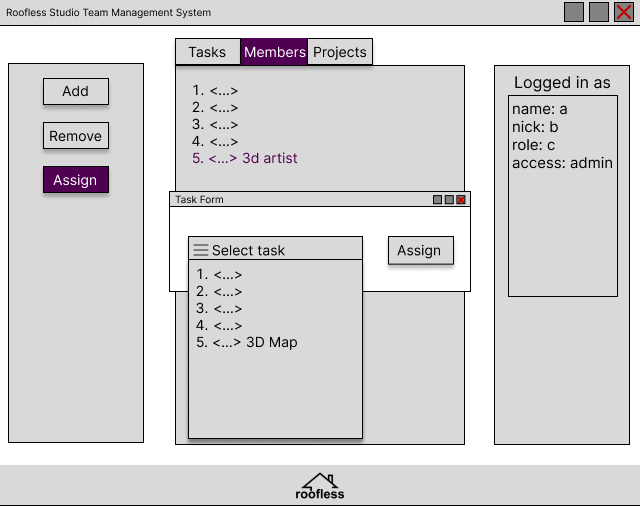 Roofless Studio Team Management System
Tasks
Members
Projects
Add
Remove
Assign
1. <...>
2. <...>
3. <...>
4. <...>
5. <...> 3d artist
Task Form
Select task
1. <...>
2. <...>
3. <...>
4. <...>
5. <...> 3D Map
Assign
Logged in as
name: a
nick: b
role: c
access: admin
roofless